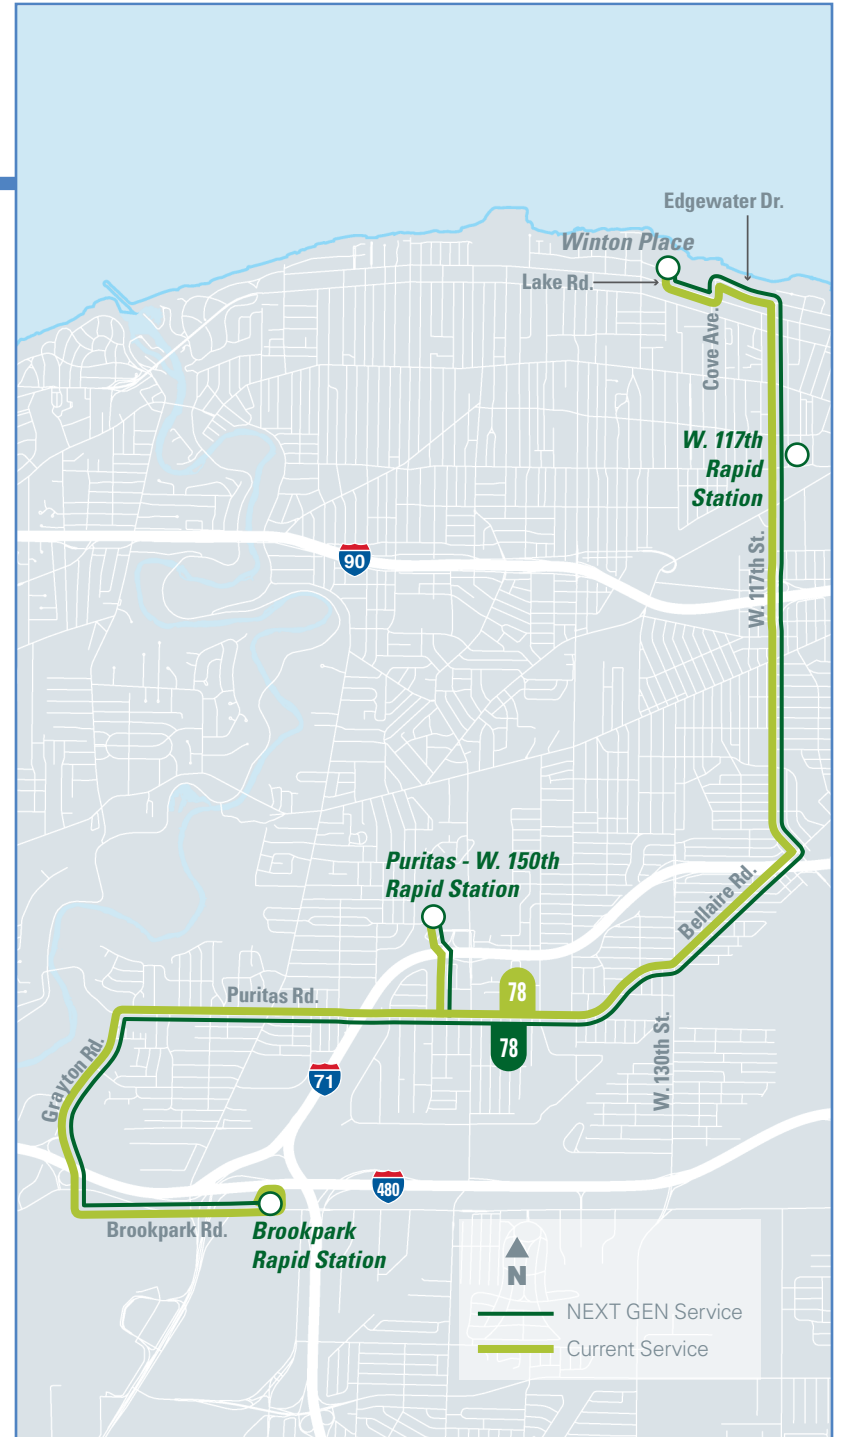 Edgewater Dr.
Winton Place
Lake Rd.
Cove Ave.
W. 117th
Rapid
Station
W. 117th St.
90
Puritas - W. 150th
Rapid Station
Bellaire Rd.
78
Puritas Rd.
78
W. 130th St.
Grayton Rd.
71
480
Brookpark Rd.
Brookpark
Rapid Station
N
NEXT GEN Service
Current Service